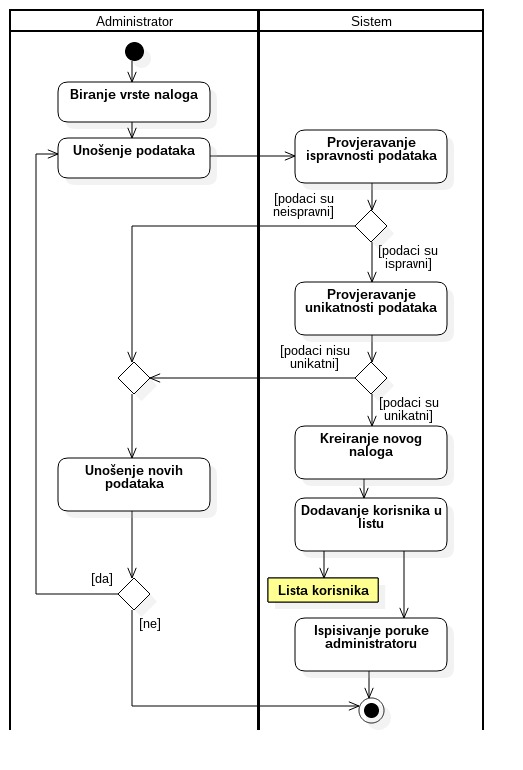 Administrator
Sistem
Biranje vrste naloga
Unošenje podataka
Provjeravanje
ispravnosti podataka
[podaci su
neispravni]
[podaci su
ispravni]
Provjeravanje
unikatnosti podataka
[podaci nisu
unikatni]
[podaci su
unikatni]
Kreiranje novog
naloga
Unošenje novih
podataka
Dodavanje korisnika u
listu
[da]
Lista korisnika
[ne]
Ispisivanje poruke
administratoru